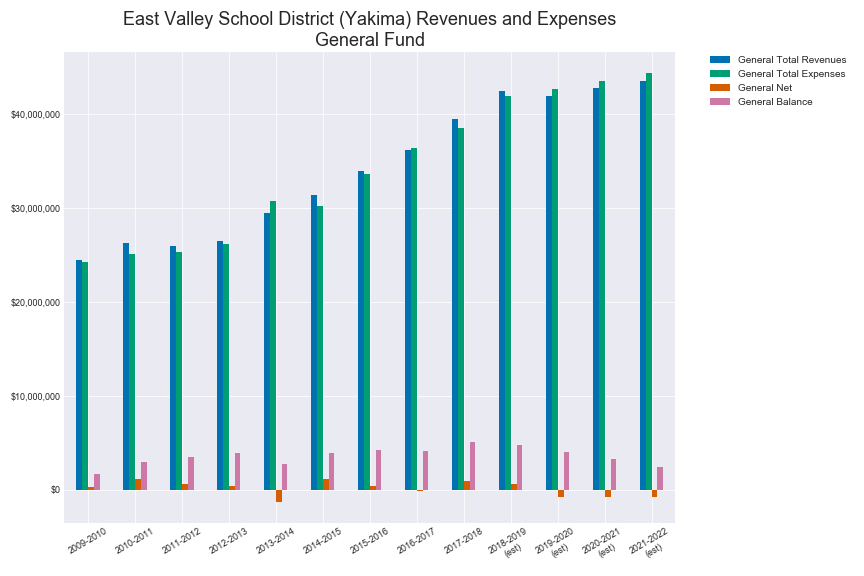 East Valley School District (Yakima) Revenues and Expenses
General Fund
General Total Revenues
General Total Expenses
General Net
General Balance
$40,000,000
$30,000,000
$20,000,000
$10,000,000
$0
2009-2010
2010-2011
2011-2012
2012-2013
2013-2014
2014-2015
2015-2016
2016-2017
2017-2018
2018-2019
(est)
2019-2020
(est)
2020-2021
(est)
2021-2022
(est)